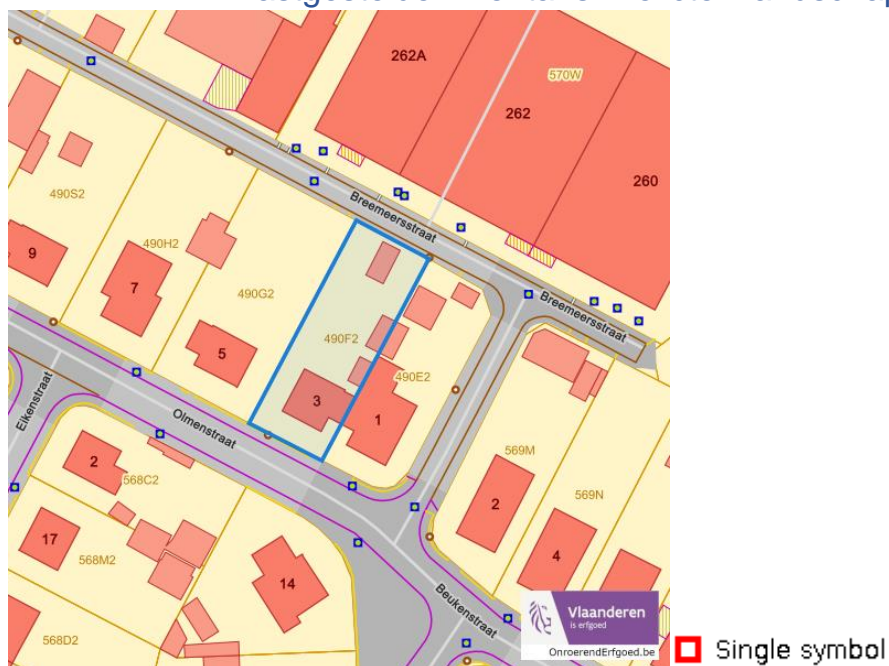 262A
570W
262
260
490S2
Breemeersstraat
9
490H2
7
490G2
5
490F2
3
490E2
1
Breemeersstraat
Eikenstraat
Olmenstraat
2
568C2
17
568M2
14
568D2
569M
2
569N
4
Beukenstraat
Vlaanderen
is erfgoed
OnroerendErfgoed.be
Single symbol